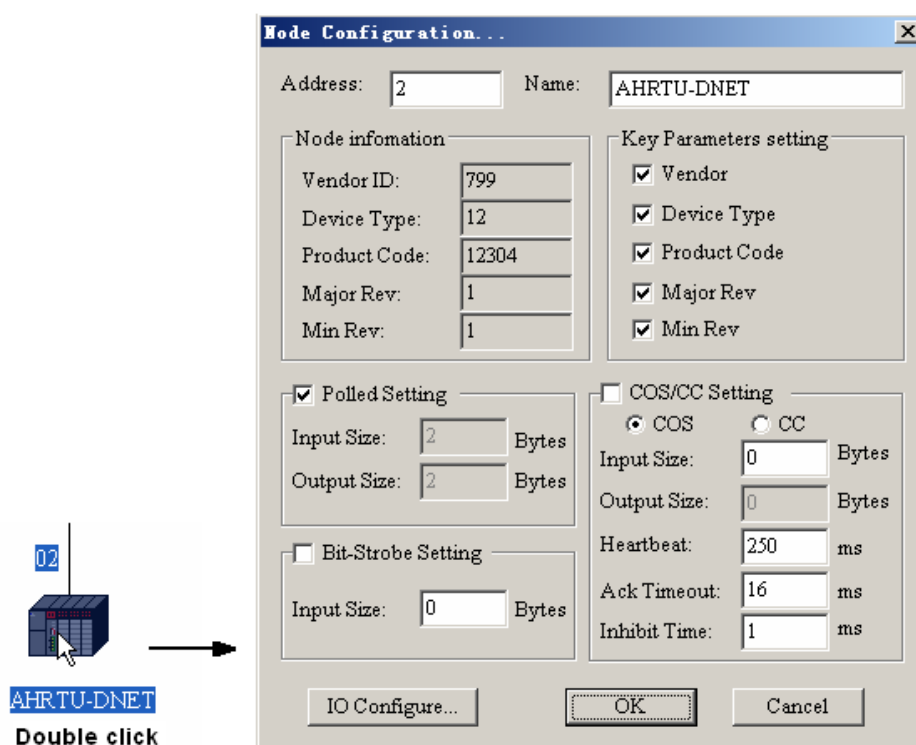 Node Configuration...
Address: 2 Name: AHRTU-DNET
Node infomation
Vendor ID: 799
Device Type: 12
Product Code: 12304
Major Rev: 1
Min Rev: 1
Key Parameters setting
Vendor
Device Type
Product Code
Major Rev
Min Rev
Polled Setting
Input Size: 2 Bytes
Output Size: 2 Bytes
Bit-Strobe Setting
Input Size: 0 Bytes
COS/CC Setting
COS CC
Input Size: 0 Bytes
Output Size: 0 Bytes
Heartbeat: 250 ms
Ack Timeout: 16 ms
Inhibit Time: 1 ms
IO Configure... OK Cancel
02
AHRTU-DNET
Double click